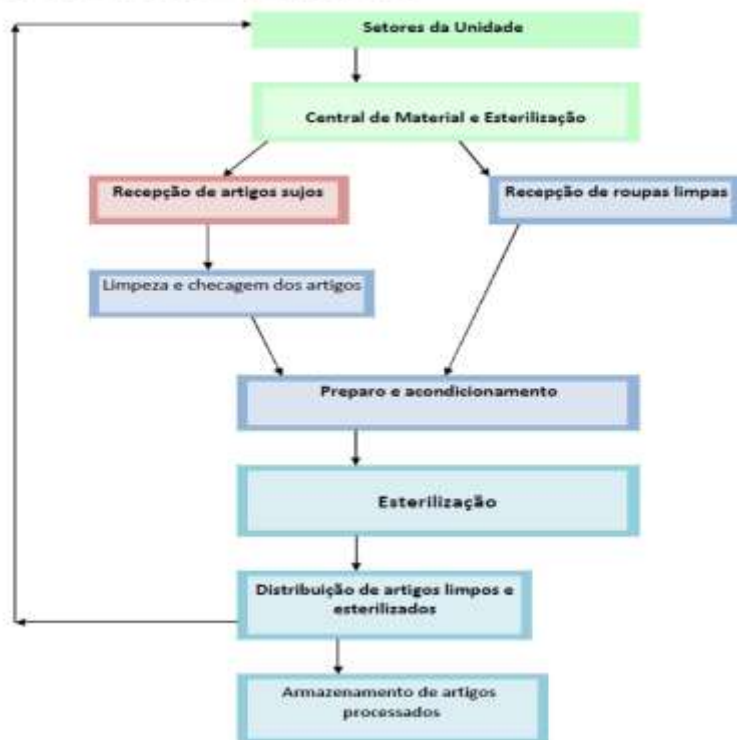 Setores da Unidade
Central de Material e Esterilização
Recepção de artigos sujos
Recepção de roupas limpas
Limpeza e checagem dos artigos
Preparo e acondicionamento
Esterilização
Distribuição de artigos limpos e
esterilizados
Armazenamento de artigos
processados